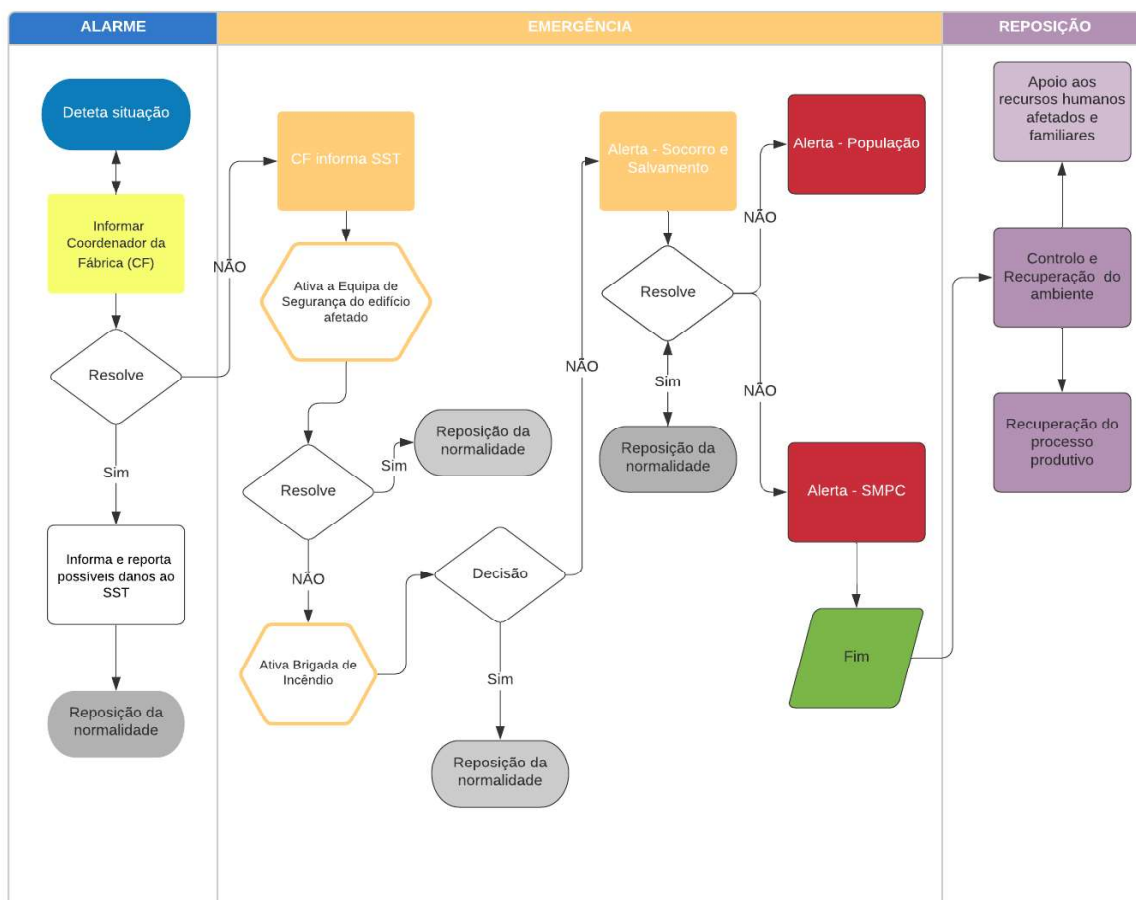 ALARME
EMERGÊNCIA
REPOSIÇÃO
Deteta situação
Informar
Coordenador da
Fábrica (CF)
NÃO
Resolve
Sim
Informa e reporta
possíveis danos ao
SST
Reposição da
normalidade
CF informa SST
Ativa a Equipa de
Segurança do edifício
afetado
Resolve
Sim
Reposição da
normalidade
NÃO
Ativa Brigada de
Incêndio
Decisão
Sim
Reposição da
normalidade
NÃO
Alerta - Socorro e
Salvamento
Resolve
Sim
Reposição da
normalidade
NÃO
Alerta - População
NÃO
Alerta - SMPC
Fim
Apoio aos
recursos humanos
afetados e
familiares
Controlo e
Recuperação do
ambiente
Recuperação do
processo
produtivo